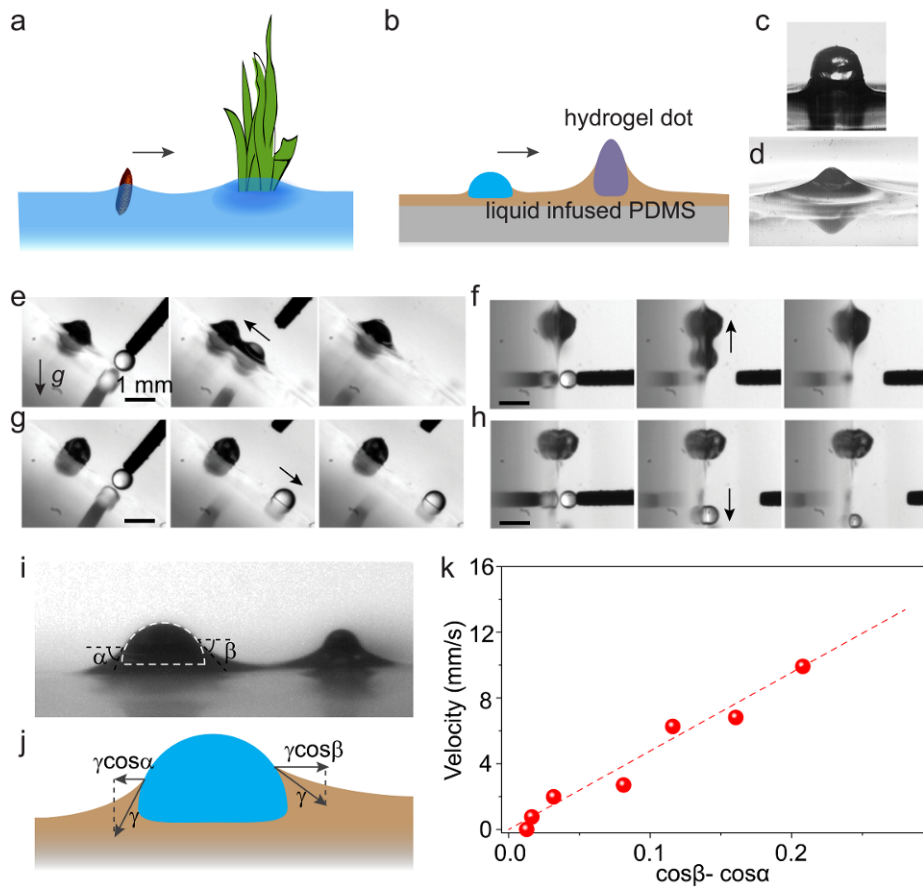 a
b
c
hydrogel dot
d
liquid infused PDMS
e
f
g
1 mm
g
h
i
k
α
β
j
γcosα
γcosβ
γ
γ
Velocity (mm/s)
16
12
8
4
0
0.0
0.1
0.2
cosβ- cosα